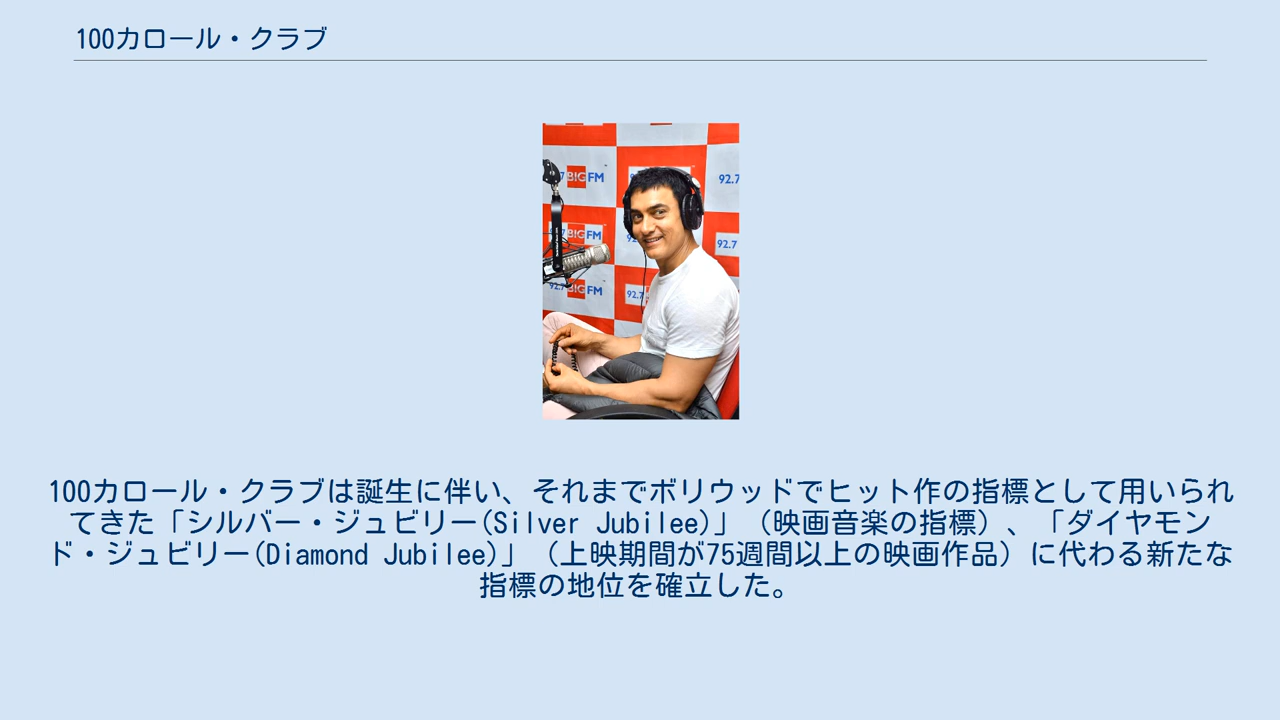 100カロール・クラブ
BIG FM
92.7
92.7 BIG FM
92.7
92.7 BIG FM
92.7
100カロール・クラブは誕生に伴い、それまでボリウッドでヒット作の指標として用いられ
てきた「シルバー・ジュビリー(Silver Jubilee)」（映画音楽の指標）、「ダイヤモン
ド・ジュビリー(Diamond Jubilee)」（上映期間が75週間以上の映画作品）に代わる新たな
指標の地位を確立した。